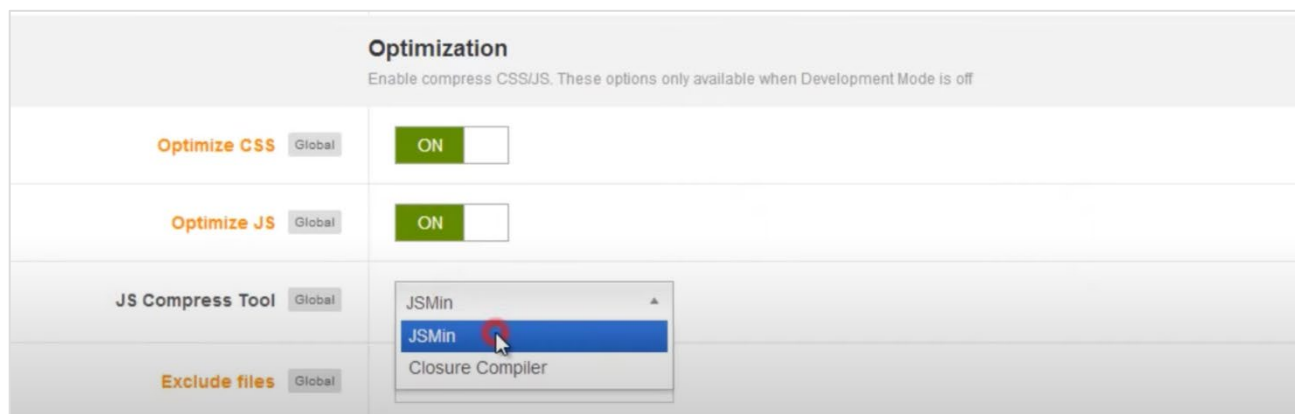 Optimization
Enable compress CSS/JS. These options only available when Development Mode is off
Optimize CSS Global ON
Optimize JS Global ON
JS Compress Tool Global JSMin
JSMin
Closure Compiler
Exclude files Global